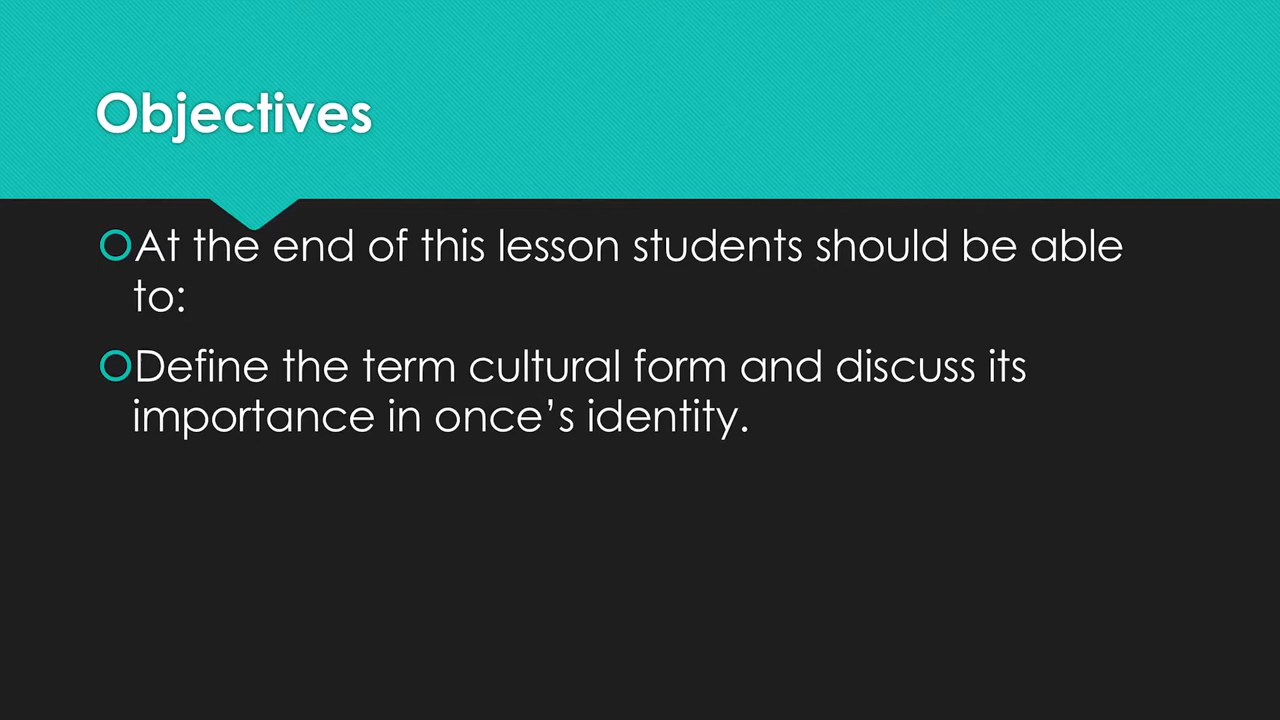 Objectives
At the end of this lesson students should be able
to:
Define the term cultural form and discuss its
importance in once’s identity.